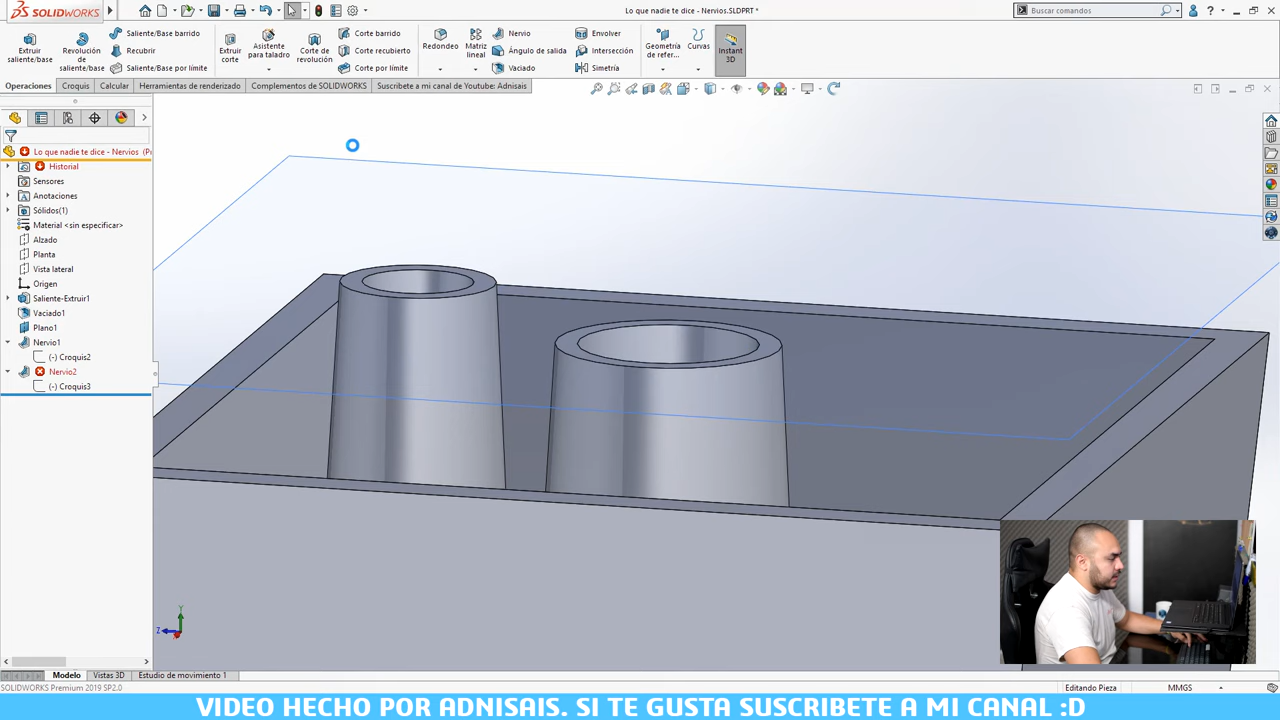 SOLIDWORKS
Lo que nadie te dice - Nervios.SLDPRT *
Buscar comandos
Extruir saliente/base
Revolución de saliente/base
Saliente/Base barrido
Recubrir
Saliente/Base por límite
Extruir corte
Asistente para taladro
Corte de revolución
Corte barrido
Corte recubierto
Corte por límite
Redondeo
Matriz lineal
Nervio
Ángulo de salida
Vaciado
Envolver
Intersección
Simetría
Geometría de refer...
Curvas
Instant 3D
Operaciones
Croquis
Calcular
Herramientas de renderizado
Complementos de SOLIDWORKS
Suscribete a mi canal de Youtube: Adnisais
Lo que nadie te dice - Nervios (Pr
Historial
Sensores
Anotaciones
Sólidos(1)
Material <sin especificar>
Alzado
Planta
Vista lateral
Origen
Saliente-Extruir1
Vaciado1
Plano1
Nervio1
(-) Croquis2
Nervio2
(-) Croquis3
Y
Z
Modelo
Vistas 3D
Estudio de movimiento 1
SOLIDWORKS Premium 2019 SP2.0
Editando Pieza
MMGS
VIDEO HECHO POR ADNISAIS. SI TE GUSTA SUSCRIBETE A MI CANAL :D